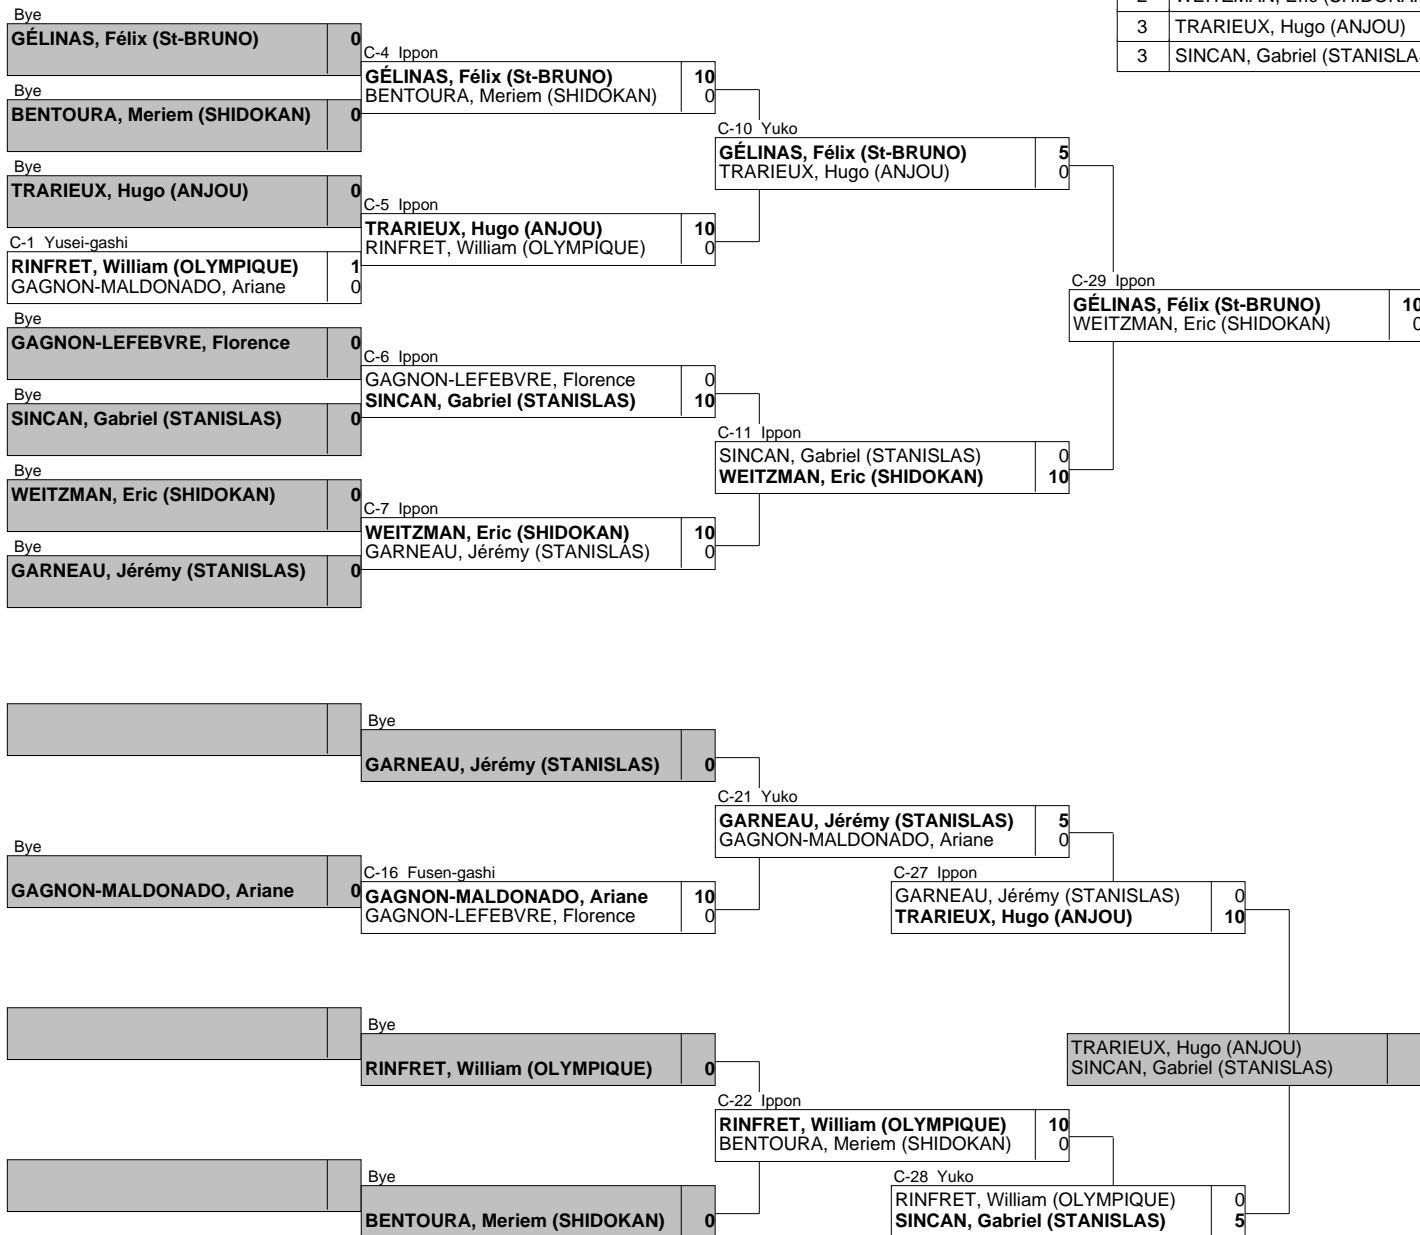 2 WEITZMAN, Eric (SHIDOKAN)
3 TRARIEUX, Hugo (ANJOU)
3 SINCAN, Gabriel (STANISLAS
Bye
GÉLINAS, Félix (St-BRUNO) 0
Bye
BENTOURA, Meriem (SHIDOKAN) 0
Bye
TRARIEUX, Hugo (ANJOU) 0
C-1 Yusei-gashi
RINFRET, William (OLYMPIQUE) 1
GAGNON-MALDONADO, Ariane 0
Bye
GAGNON-LEFEBVRE, Florence 0
Bye
SINCAN, Gabriel (STANISLAS) 0
Bye
WEITZMAN, Eric (SHIDOKAN) 0
Bye
GARNEAU, Jérémy (STANISLAS) 0
C-4 Ippon
GÉLINAS, Félix (St-BRUNO) 10
BENTOURA, Meriem (SHIDOKAN) 0
C-5 Ippon
TRARIEUX, Hugo (ANJOU) 10
RINFRET, William (OLYMPIQUE) 0
C-6 Ippon
GAGNON-LEFEBVRE, Florence 0
SINCAN, Gabriel (STANISLAS) 10
C-7 Ippon
WEITZMAN, Eric (SHIDOKAN) 10
GARNEAU, Jérémy (STANISLAS) 0
C-10 Yuko
GÉLINAS, Félix (St-BRUNO) 5
TRARIEUX, Hugo (ANJOU) 0
C-11 Ippon
SINCAN, Gabriel (STANISLAS) 0
WEITZMAN, Eric (SHIDOKAN) 10
C-29 Ippon
GÉLINAS, Félix (St-BRUNO) 10
WEITZMAN, Eric (SHIDOKAN) 0
Bye
GAGNON-MALDONADO, Ariane 0
Bye
GARNEAU, Jérémy (STANISLAS) 0
C-16 Fusen-gashi
GAGNON-MALDONADO, Ariane 10
GAGNON-LEFEBVRE, Florence 0
C-21 Yuko
GARNEAU, Jérémy (STANISLAS) 5
GAGNON-MALDONADO, Ariane 0
C-27 Ippon
GARNEAU, Jérémy (STANISLAS) 0
TRARIEUX, Hugo (ANJOU) 10
Bye
RINFRET, William (OLYMPIQUE) 0
Bye
BENTOURA, Meriem (SHIDOKAN) 0
C-22 Ippon
RINFRET, William (OLYMPIQUE) 10
BENTOURA, Meriem (SHIDOKAN) 0
C-28 Yuko
RINFRET, William (OLYMPIQUE) 0
SINCAN, Gabriel (STANISLAS) 5
TRARIEUX, Hugo (ANJOU)
SINCAN, Gabriel (STANISLAS)